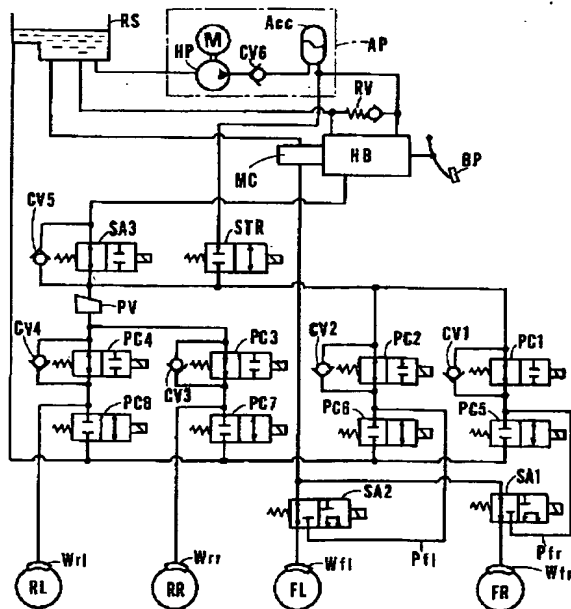 RS
Acc
M
HP
CV6
AP
RV
HB
MC
BP
CV5
SA3
STR
PV
CV4
PC4
PC3
CV3
CV2
PC2
CV1
PC1
PC8
PC7
PC6
PC5
SA2
SA1
Wrl
Wrr
Wfl
Pfl
Pfr
Wfr
RL
RR
FL
FR